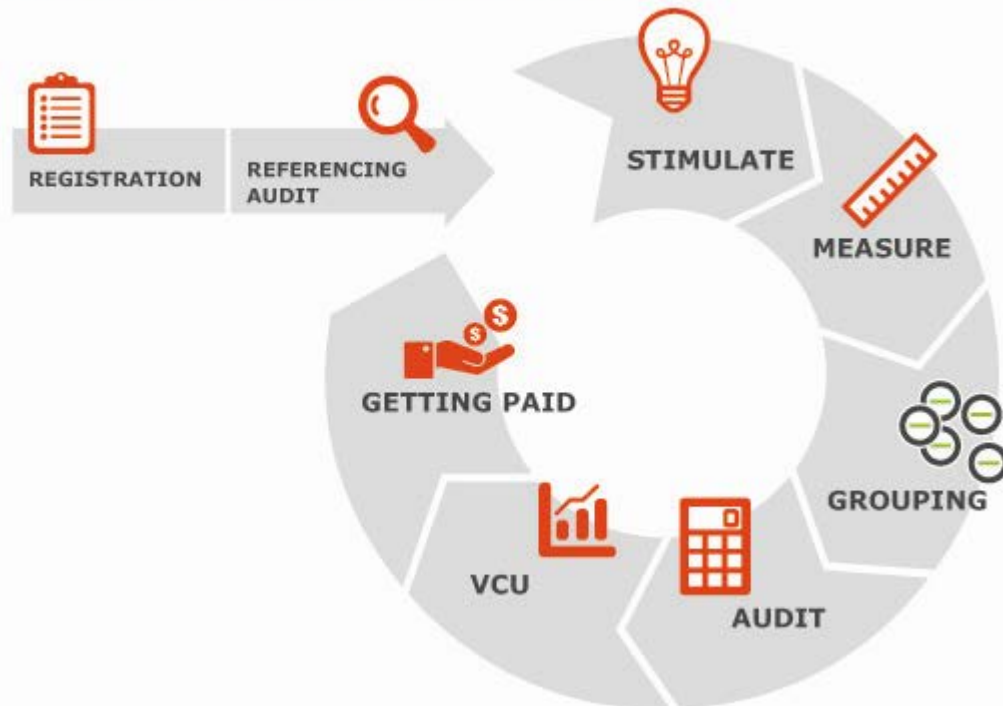 REGISTRATION
REFERENCING
AUDIT
STIMULATE
MEASURE
GROUPING
AUDIT
VCU
GETTING PAID
$
$